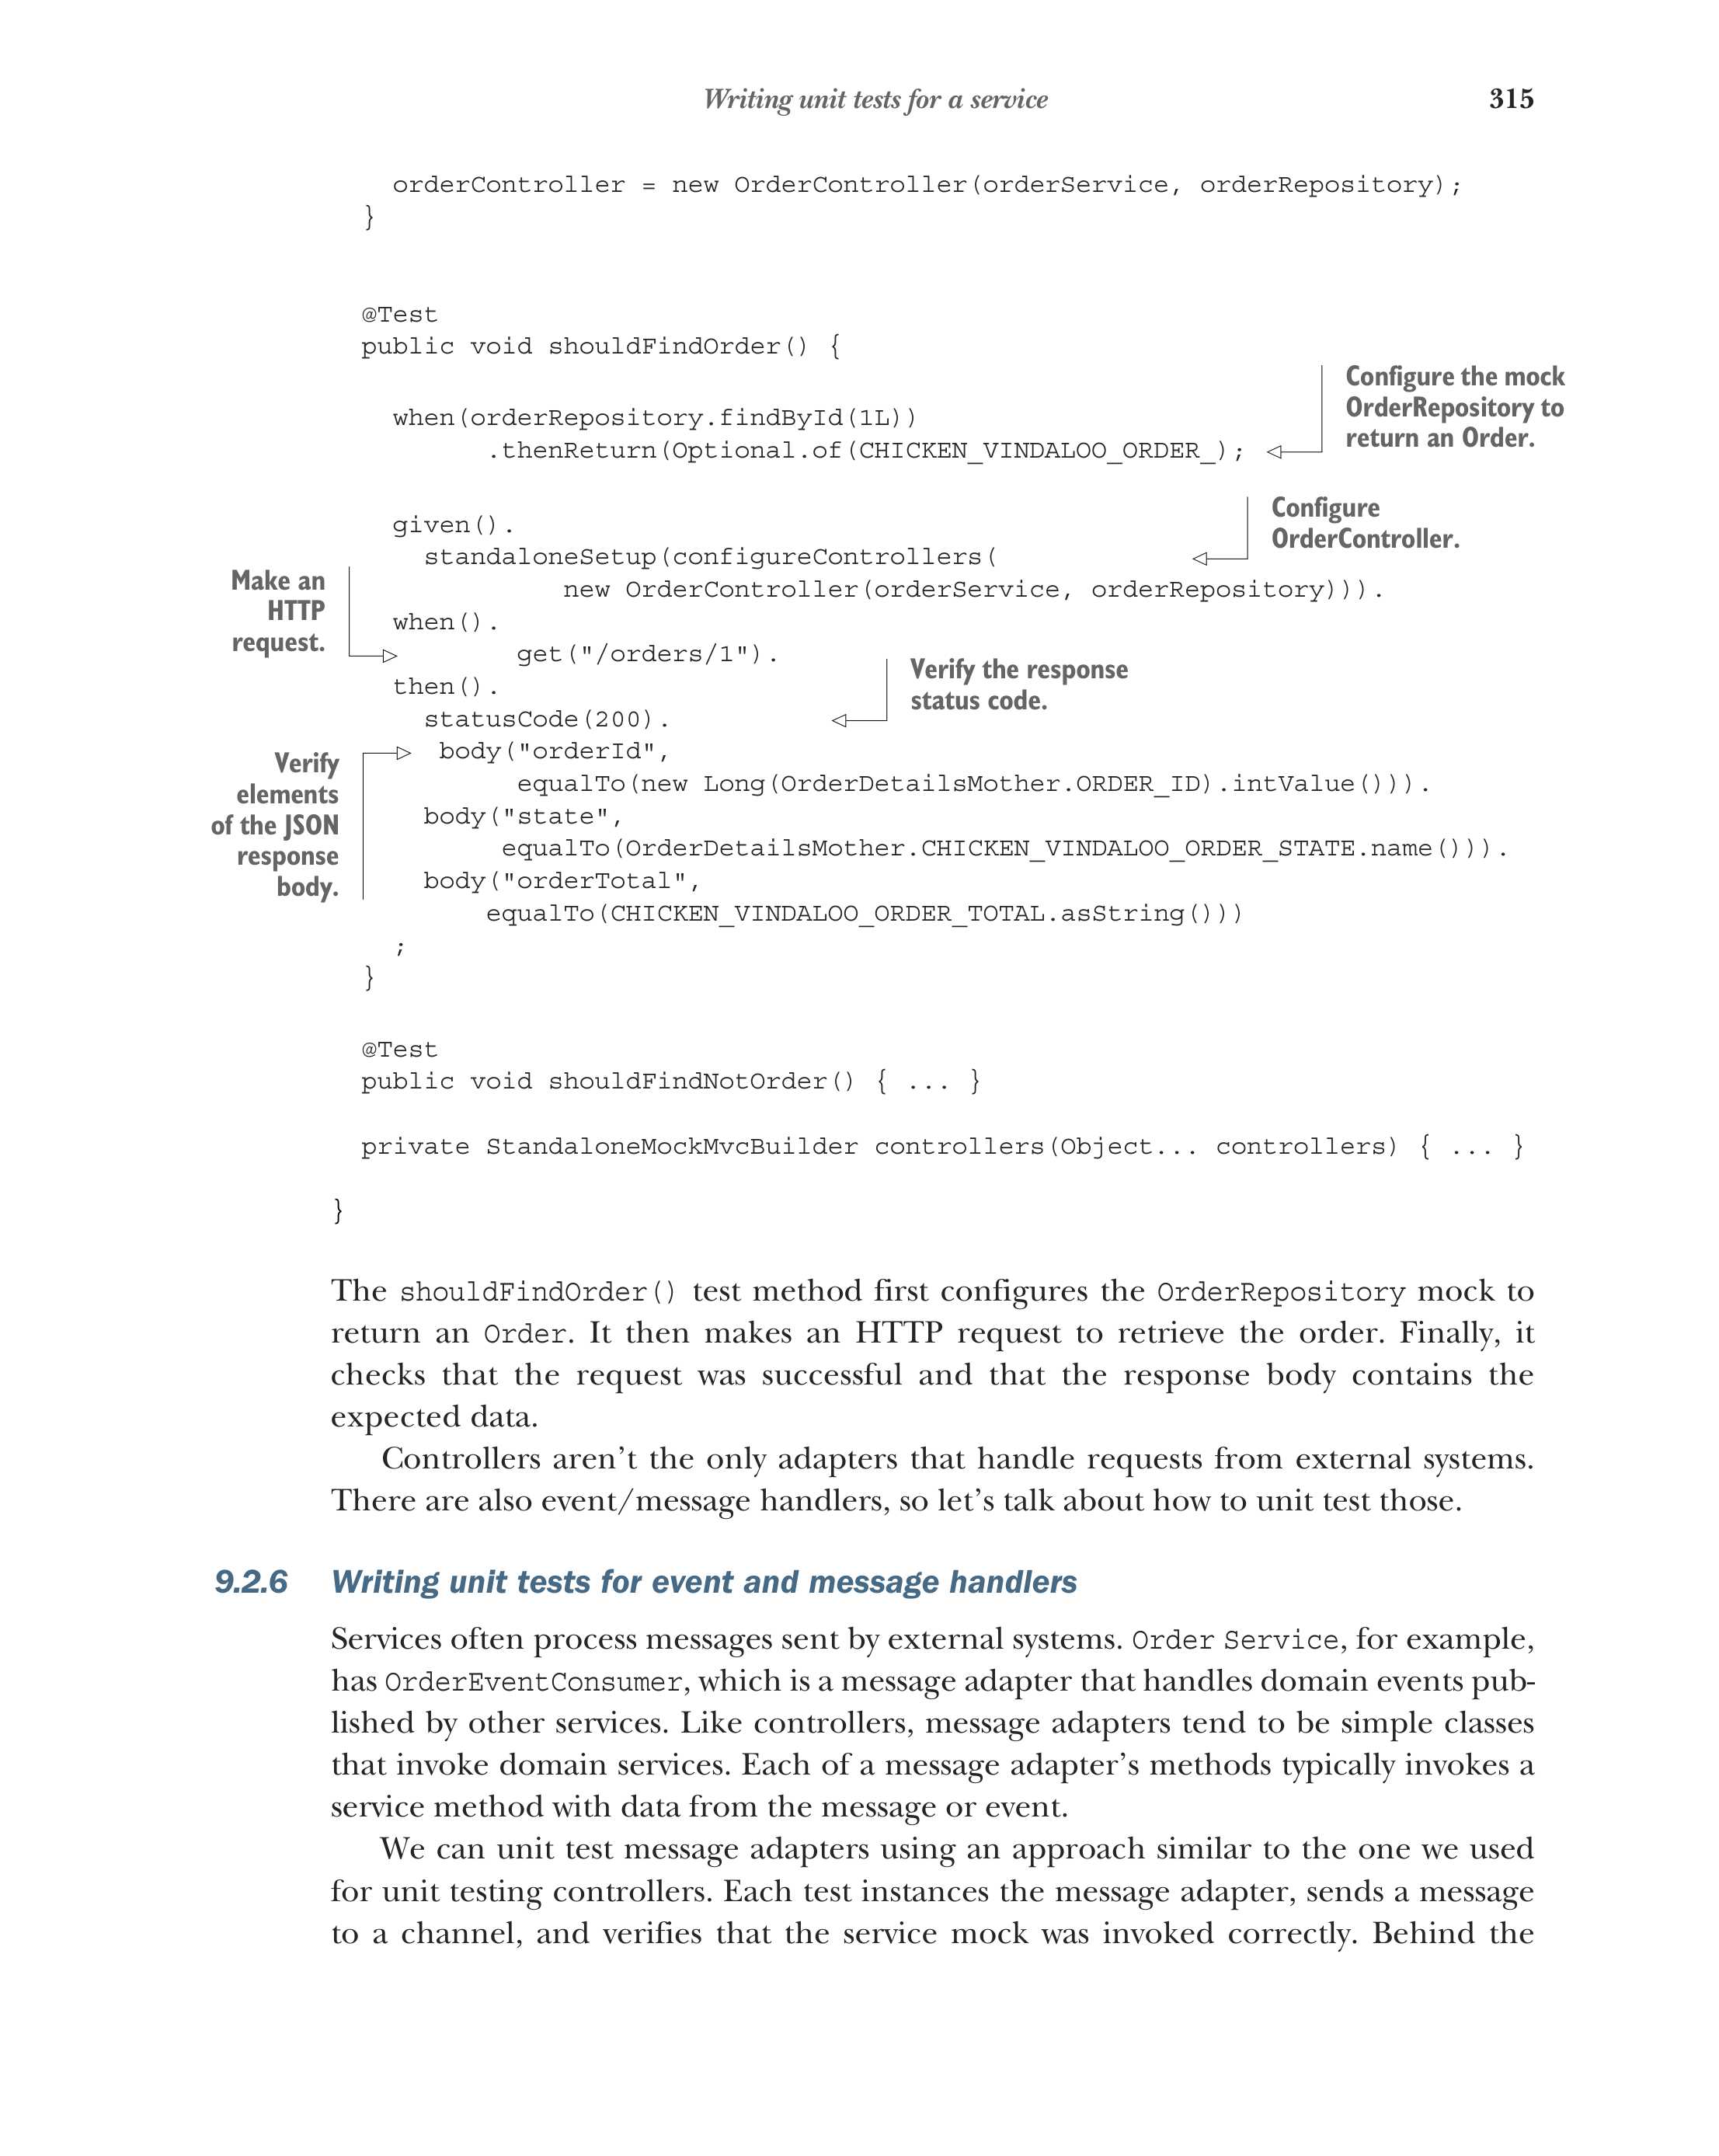 Writing unit tests for a service 315
orderController = new OrderController(orderService, orderRepository);
}
@Test
public void shouldFindOrder() {
Configure the mock
OrderRepository to
return an Order.
when(orderRepository.findById(1L))
.thenReturn(Optional.of(CHICKEN_VINDALOO_ORDER_);
Configure
OrderController.
given().
standaloneSetup(configureControllers(
new OrderController(orderService, orderRepository))).
Make an
HTTP
request.
when().
get("/orders/1").
Verify the response
status code.
then().
statusCode(200).
Verify
elements
of the JSON
response
body.
body("orderId",
equalTo(new Long(OrderDetailsMother.ORDER_ID).intValue())).
body("state",
equalTo(OrderDetailsMother.CHICKEN_VINDALOO_ORDER_STATE.name())).
body("orderTotal",
equalTo(CHICKEN_VINDALOO_ORDER_TOTAL.asString()))
;
}
@Test
public void shouldFindNotOrder() { ... }
private StandaloneMockMvcBuilder controllers(Object... controllers) { ... }
}
The shouldFindOrder() test method first configures the OrderRepository mock to
return an Order. It then makes an HTTP request to retrieve the order. Finally, it
checks that the request was successful and that the response body contains the
expected data.
Controllers aren’t the only adapters that handle requests from external systems.
There are also event/message handlers, so let’s talk about how to unit test those.
9.2.6 Writing unit tests for event and message handlers
Services often process messages sent by external systems. Order Service, for example,
has OrderEventConsumer, which is a message adapter that handles domain events pub-
lished by other services. Like controllers, message adapters tend to be simple classes
that invoke domain services. Each of a message adapter’s methods typically invokes a
service method with data from the message or event.
We can unit test message adapters using an approach similar to the one we used
for unit testing controllers. Each test instances the message adapter, sends a message
to a channel, and verifies that the service mock was invoked correctly. Behind the